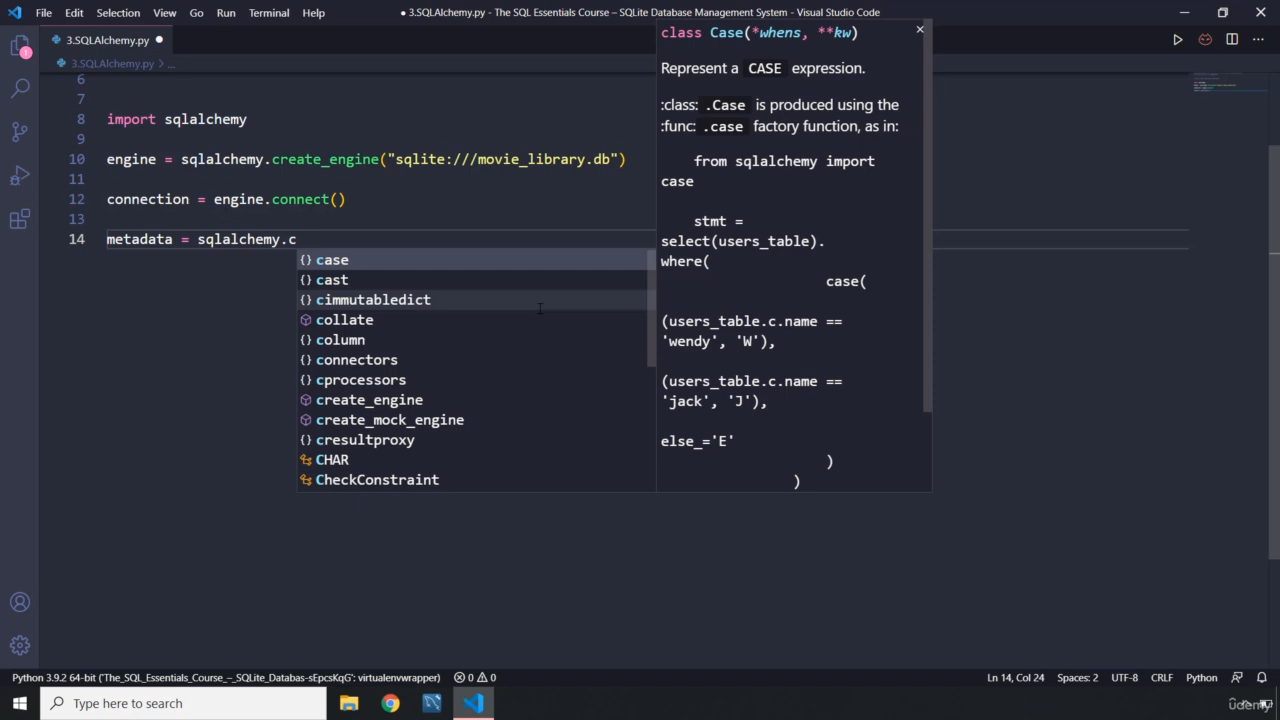 File Edit Selection View Go Run Terminal Help
● 3.SQLAlchemy.py - The SQL Essentials Course – SQLite Database Management System - Visual Studio Code
1
3.SQLAlchemy.py ●
3.SQLAlchemy.py > ...
6
7
8 import sqlalchemy
9
10 engine = sqlalchemy.create_engine("sqlite:///movie_library.db")
11
12 connection = engine.connect()
13
14 metadata = sqlalchemy.c
{} case
{} cast
{} cimmutabledict
collate
{} column
{} connectors
{} cprocessors
create_engine
create_mock_engine
{} cresultproxy
CHAR
CheckConstraint
class Case(*whens, **kw)
Represent a CASE expression.
:class: .Case is produced using the
:func: .case factory function, as in:
from sqlalchemy import
case
stmt =
select(users_table).
where(
case(
(users_table.c.name ==
'wendy', 'W'),
(users_table.c.name ==
'jack', 'J'),
else_='E'
)
)
Python 3.9.2 64-bit ('The_SQL_Essentials_Course_–_SQLite_Databas-sEpcsKqG': virtualenvwrapper) 0 0
Ln 14, Col 24 Spaces: 2 UTF-8 CRLF Python
Type here to search
udemy